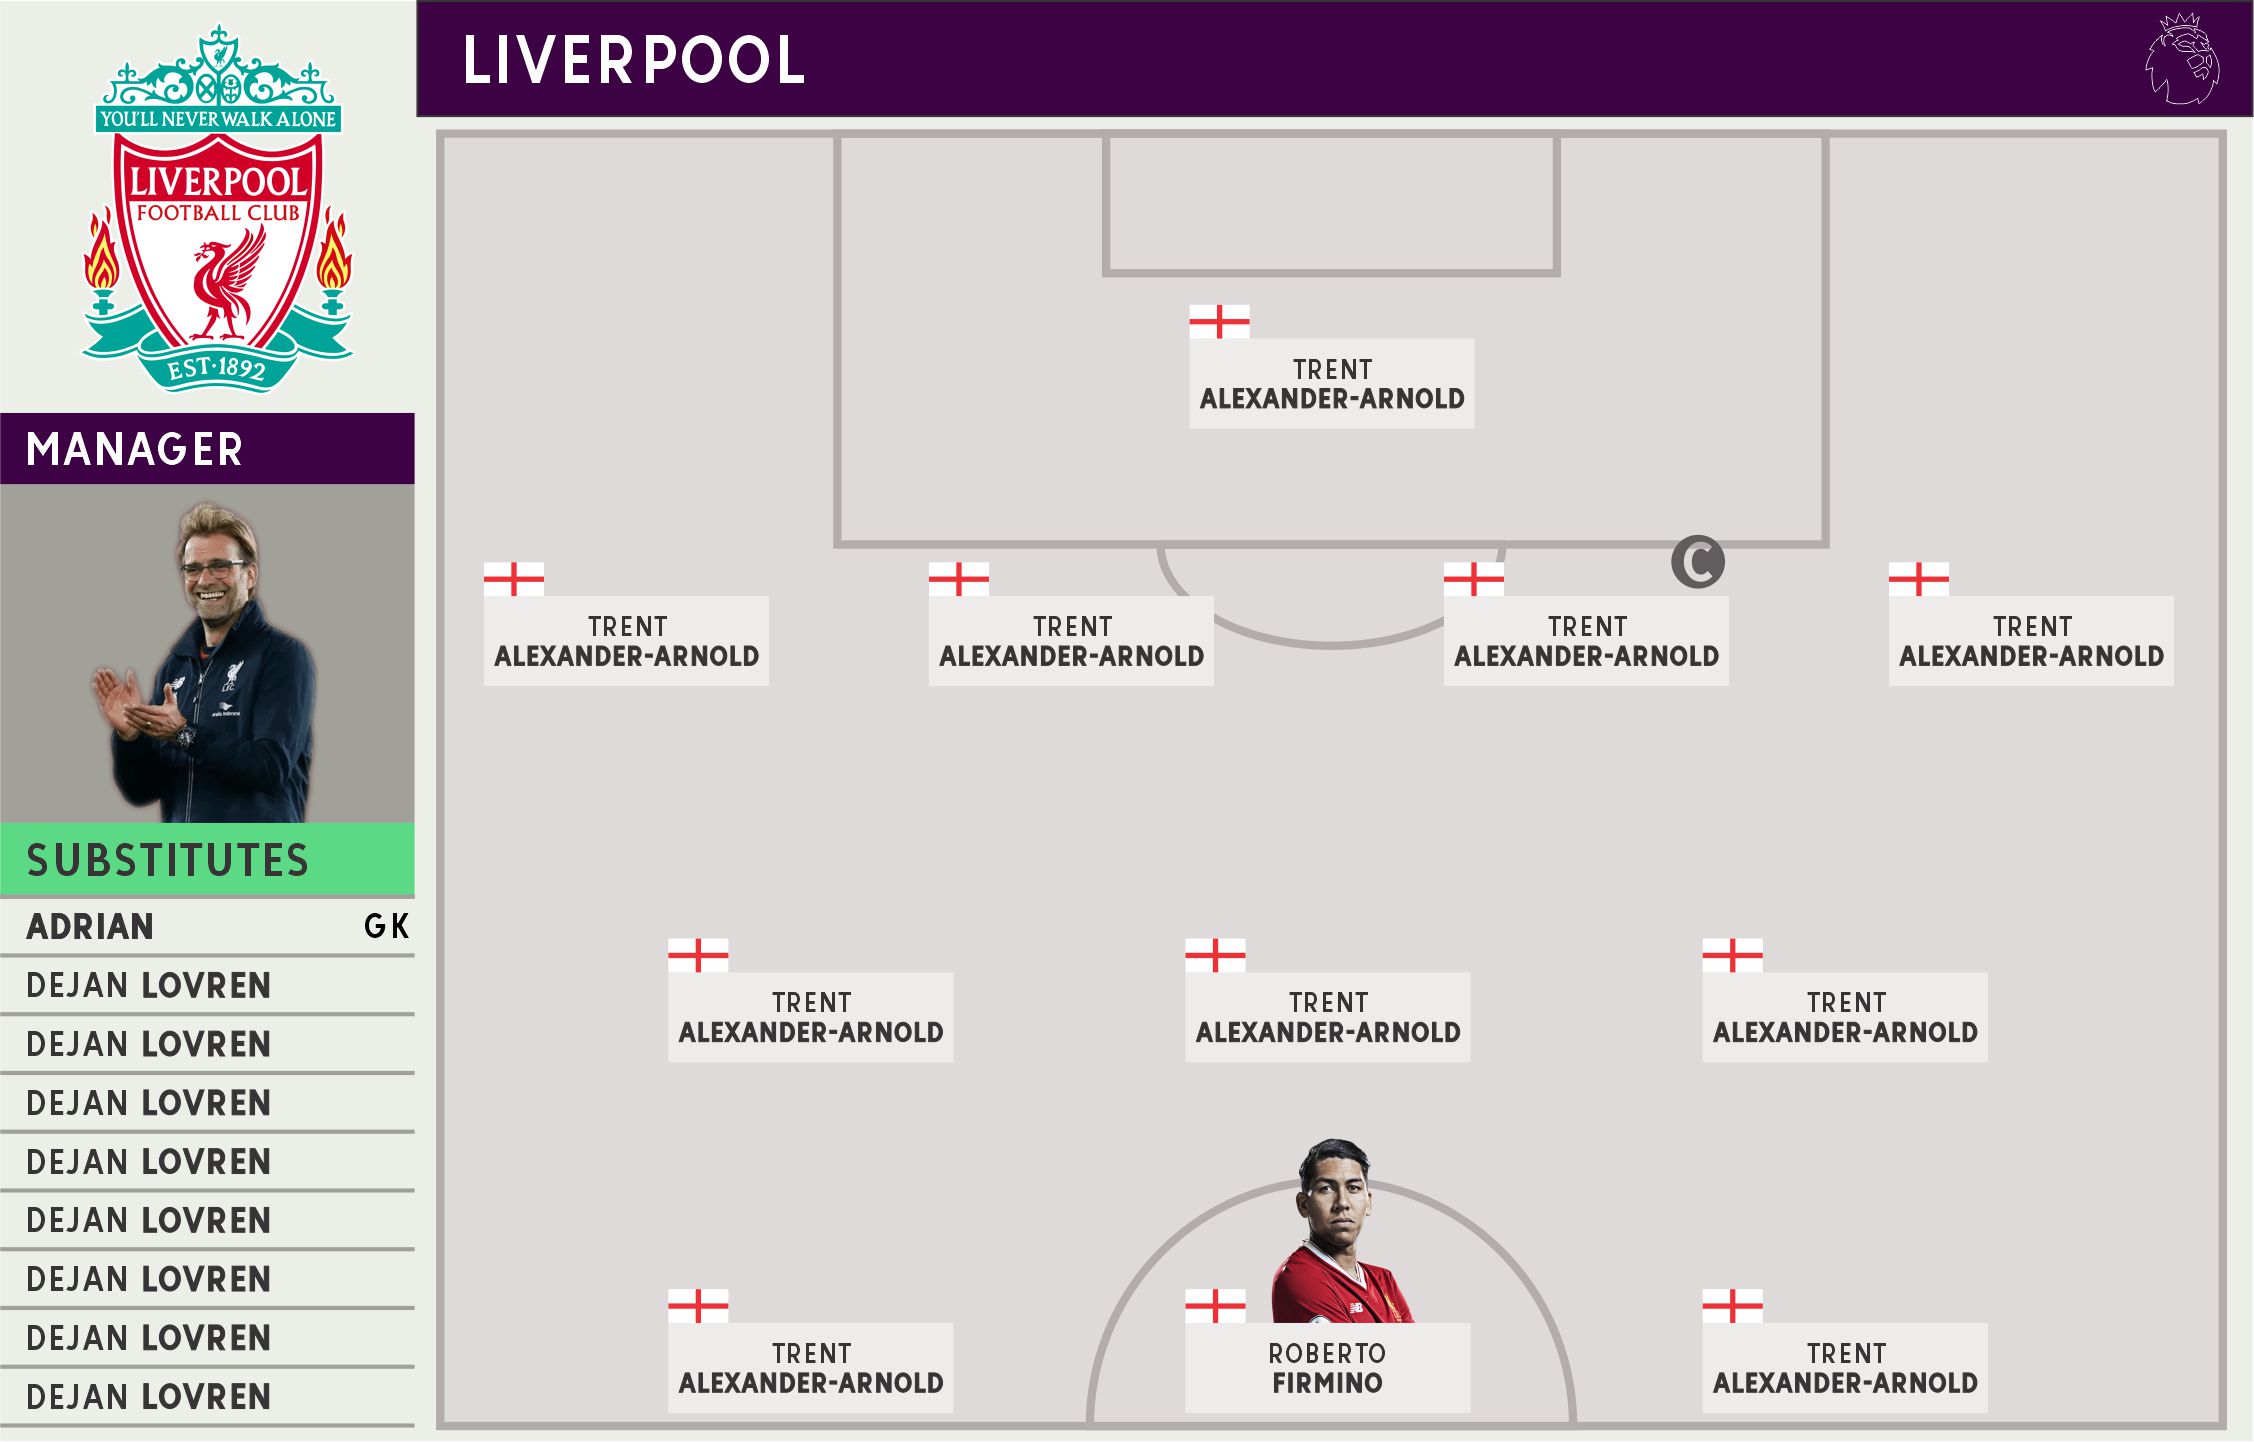 LIVERPOOL
YOU'LL NEVER WALK ALONE
LIVERPOOL
FOOTBALL CLUB
EST·1892
MANAGER
SUBSTITUTES
ADRIAN GK
DEJAN LOVREN
DEJAN LOVREN
DEJAN LOVREN
DEJAN LOVREN
DEJAN LOVREN
DEJAN LOVREN
DEJAN LOVREN
DEJAN LOVREN
TRENT
ALEXANDER-ARNOLD
C
TRENT
ALEXANDER-ARNOLD
TRENT
ALEXANDER-ARNOLD
TRENT
ALEXANDER-ARNOLD
TRENT
ALEXANDER-ARNOLD
TRENT
ALEXANDER-ARNOLD
TRENT
ALEXANDER-ARNOLD
TRENT
ALEXANDER-ARNOLD
TRENT
ALEXANDER-ARNOLD
ROBERTO
FIRMINO
TRENT
ALEXANDER-ARNOLD